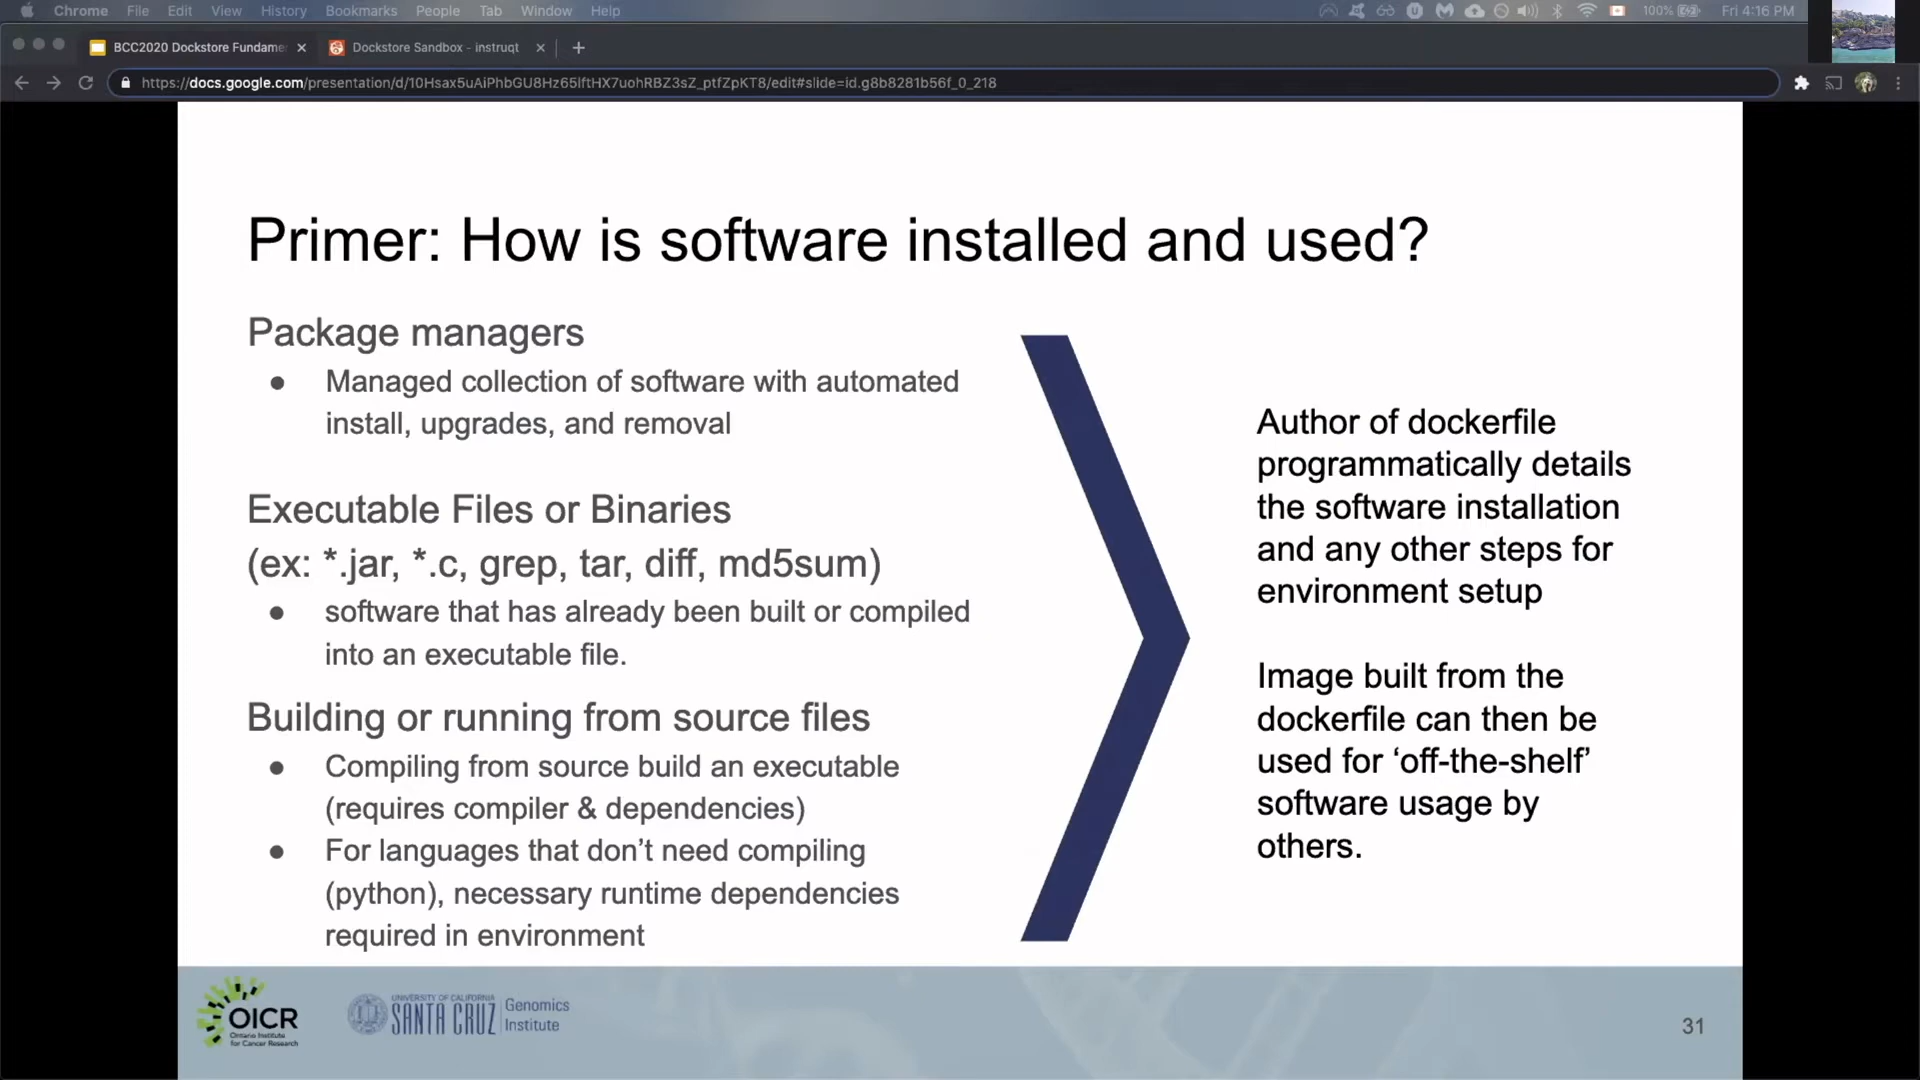 Chrome File Edit View History Bookmarks People Tab Window Help 100% Fri 4:16 PM
BCC2020 Dockstore Fundame
Dockstore Sandbox - instruqt
https://docs.google.com/presentation/d/10Hsax5uAiPhbGU8Hz65lftHX7uohRBZ3sZ_ptfZpKT8/edit#slide=id.g8b8281b56f_0_218
Primer: How is software installed and used?
Package managers
● Managed collection of software with automated
install, upgrades, and removal
Executable Files or Binaries
(ex: *.jar, *.c, grep, tar, diff, md5sum)
● software that has already been built or compiled
into an executable file.
Building or running from source files
● Compiling from source build an executable
(requires compiler & dependencies)
● For languages that don’t need compiling
(python), necessary runtime dependencies
required in environment
Author of dockerfile
programmatically details
the software installation
and any other steps for
environment setup
Image built from the
dockerfile can then be
used for ‘off-the-shelf’
software usage by
others.
OICR
Ontario Institute
for Cancer Research
UNIVERSITY OF CALIFORNIA
SANTA CRUZ
Genomics
Institute
31